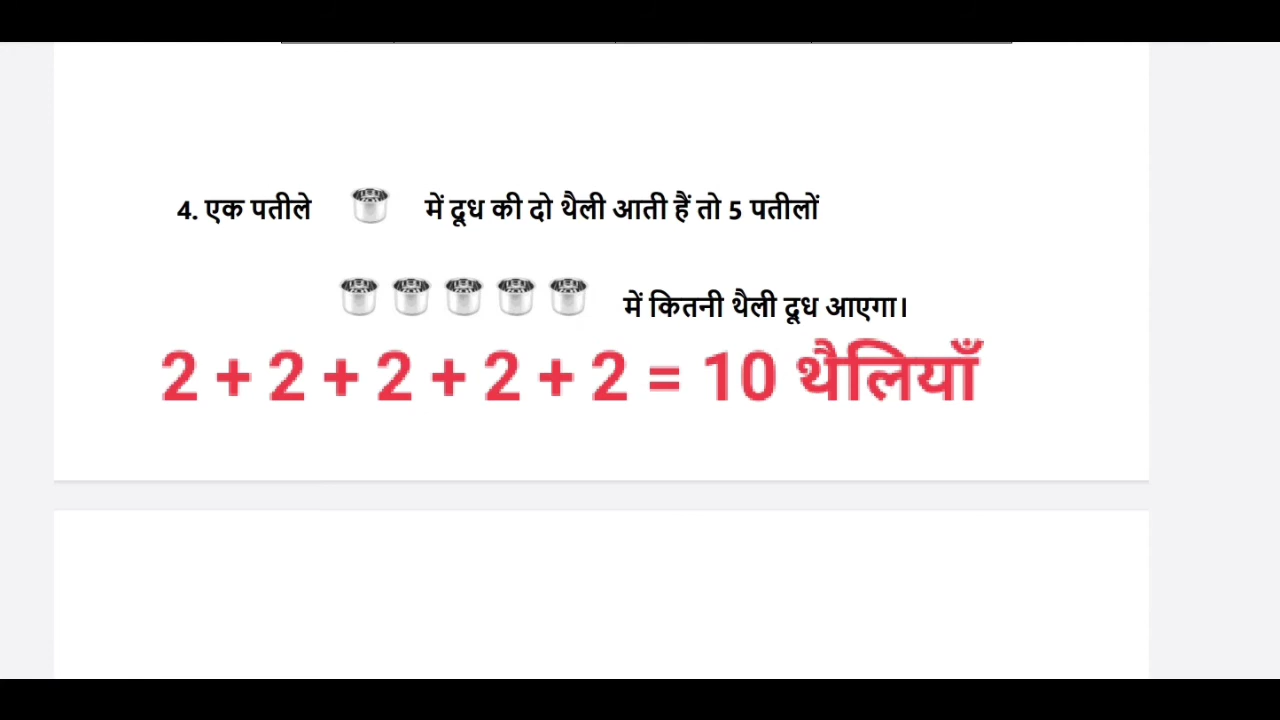 4. एक पतीले में दूध की दो थैली आती हैं तो 5 पतीलों
में कितनी थैली दूध आएगा।
2 + 2 + 2 + 2 + 2 = 10 थैलियाँ